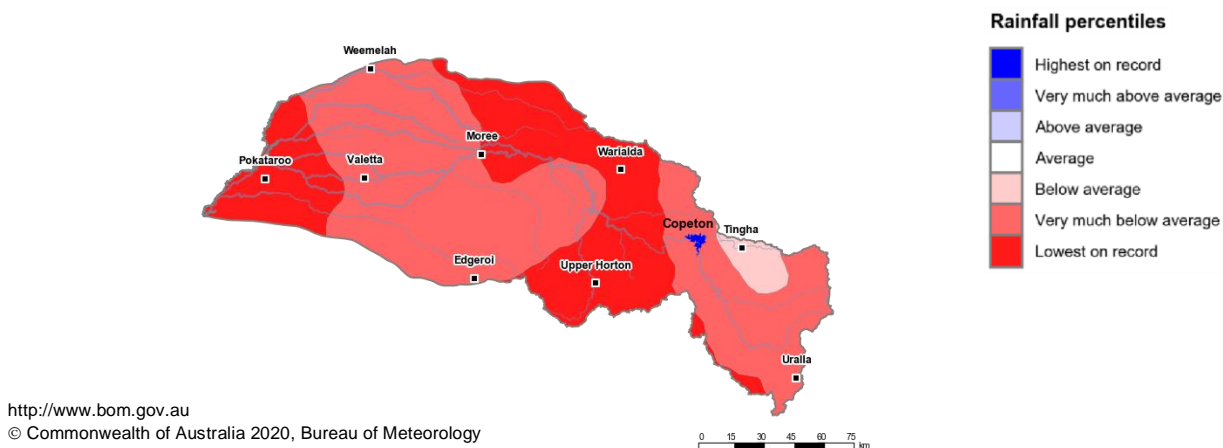 Rainfall percentiles
Highest on record
Very much above average
Above average
Average
Below average
Very much below average
Lowest on record
Weemelah
Moree
Warialda
Pokataroo
Valetta
Copeton
Tingha
Edgeroi
Upper Horton
Uralla
http://www.bom.gov.au
© Commonwealth of Australia 2020, Bureau of Meteorology
0 15 30 45 60 75
km